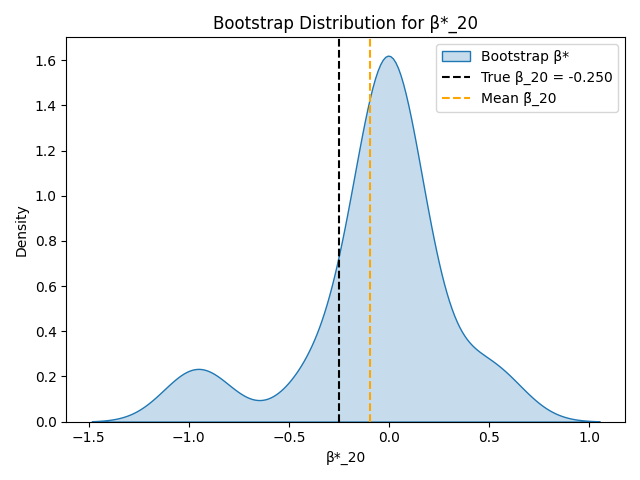 Bootstrap Distribution for β*_20
Bootstrap β*
True β_20 = -0.250
Mean β̂_20
Density
1.6
1.4
1.2
1.0
0.8
0.6
0.4
0.2
0.0
−1.5 −1.0 −0.5 0.0 0.5 1.0
β*_20